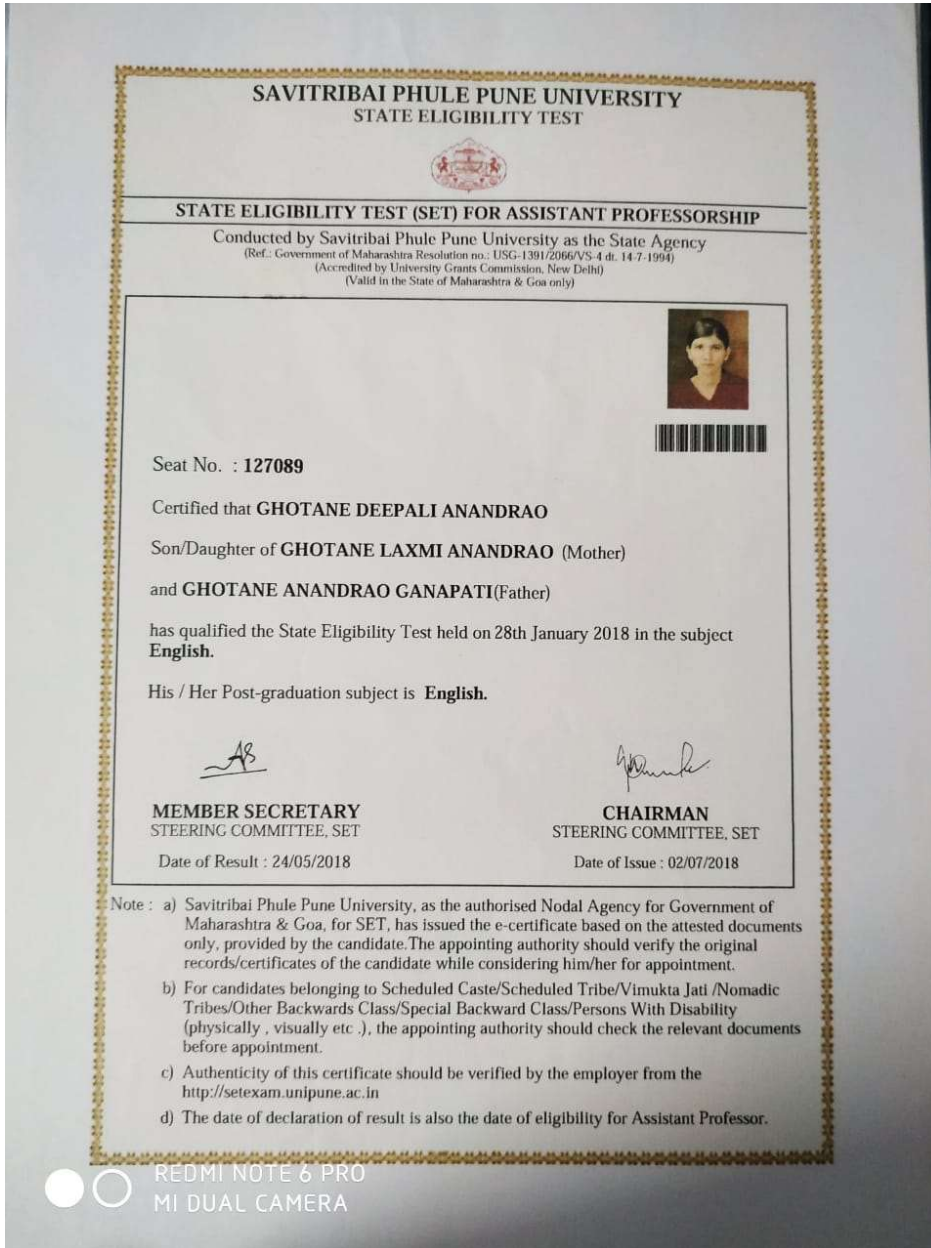 SAVITRIBAI PHULE PUNE UNIVERSITY
STATE ELIGIBILITY TEST
STATE ELIGIBILITY TEST (SET) FOR ASSISTANT PROFESSORSHIP
Conducted by Savitribai Phule Pune University as the State Agency
(Ref.: Government of Maharashtra Resolution no.: USG-1391/2066/VS-4 dt. 14-7-1994)
(Accredited by University Grants Commission, New Delhi)
(Valid in the State of Maharashtra & Goa only)
Seat No. : 127089
Certified that GHOTANE DEEPALI ANANDRAO
Son/Daughter of GHOTANE LAXMI ANANDRAO (Mother)
and GHOTANE ANANDRAO GANAPATI(Father)
has qualified the State Eligibility Test held on 28th January 2018 in the subject
English.
His / Her Post-graduation subject is English.
MEMBER SECRETARY
STEERING COMMITTEE, SET
Date of Result : 24/05/2018
CHAIRMAN
STEERING COMMITTEE, SET
Date of Issue : 02/07/2018
Note : a) Savitribai Phule Pune University, as the authorised Nodal Agency for Government of
Maharashtra & Goa, for SET, has issued the e-certificate based on the attested documents
only, provided by the candidate.The appointing authority should verify the original
records/certificates of the candidate while considering him/her for appointment.
b) For candidates belonging to Scheduled Caste/Scheduled Tribe/Vimukta Jati /Nomadic
Tribes/Other Backwards Class/Special Backward Class/Persons With Disability
(physically , visually etc .), the appointing authority should check the relevant documents
before appointment.
c) Authenticity of this certificate should be verified by the employer from the
http://setexam.unipune.ac.in
d) The date of declaration of result is also the date of eligibility for Assistant Professor.
REDMI NOTE 6 PRO
MI DUAL CAMERA